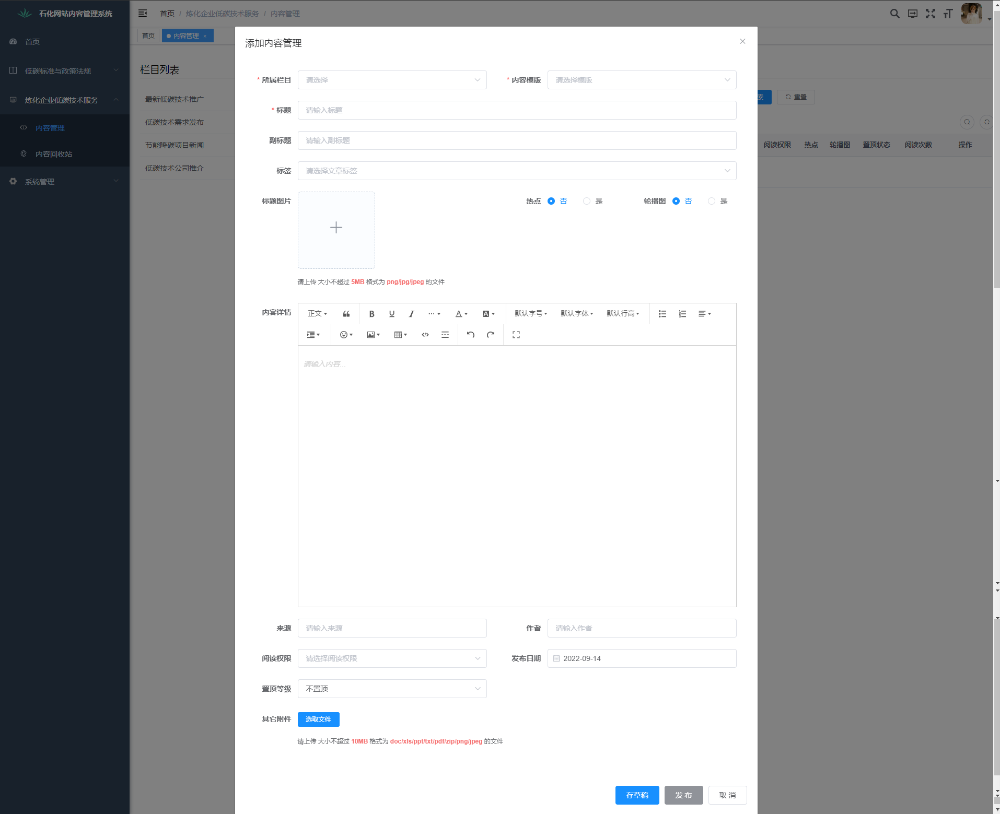 石化网站内容管理系统
首页 / 炼化企业低碳技术服务 / 内容管理
首页
内容管理 ×
首页
低碳标准与政策法规
炼化企业低碳技术服务
内容管理
内容回收站
系统管理
栏目列表
最新低碳技术推广
低碳技术需求发布
节能降碳项目新闻
低碳技术公司推介
索
重置
阅读权限 热点 轮播图 置顶状态 阅读次数 操作
添加内容管理
* 所属栏目 请选择 * 内容模版 请选择模版
* 标题 请输入标题
副标题 请输入副标题
标签 请选择文章标签
标题图片 热点 否 是 轮播图 否 是
请上传 大小不超过 5MB 格式为 png/jpg/jpeg 的文件
内容详情 正文 B U I ... A A 默认字号 默认字体 默认行高
请输入内容...
来源 请输入来源 作者 请输入作者
阅读权限 请选择阅读权限 发布日期 2022-09-14
置顶等级 不置顶
其它附件 选取文件
请上传 大小不超过 10MB 格式为 doc/xls/ppt/txt/pdf/zip/png/jpeg 的文件
存草稿 发 布 取 消